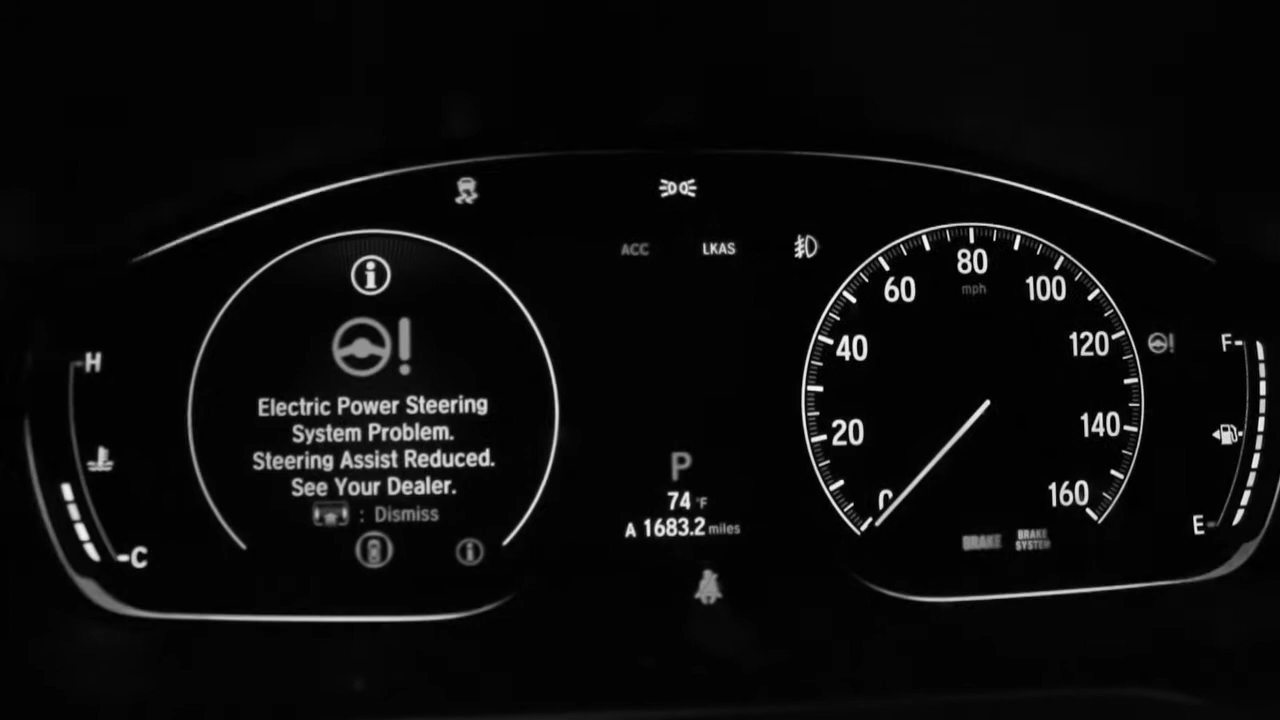 ACC LKAS
80
mph
60 100
40 120
20 140
0 160
H
C
Electric Power Steering
System Problem.
Steering Assist Reduced.
See Your Dealer.
: Dismiss
P
74 °F
A 1683.2 miles
BRAKE
BRAKE
SYSTEM
F
E